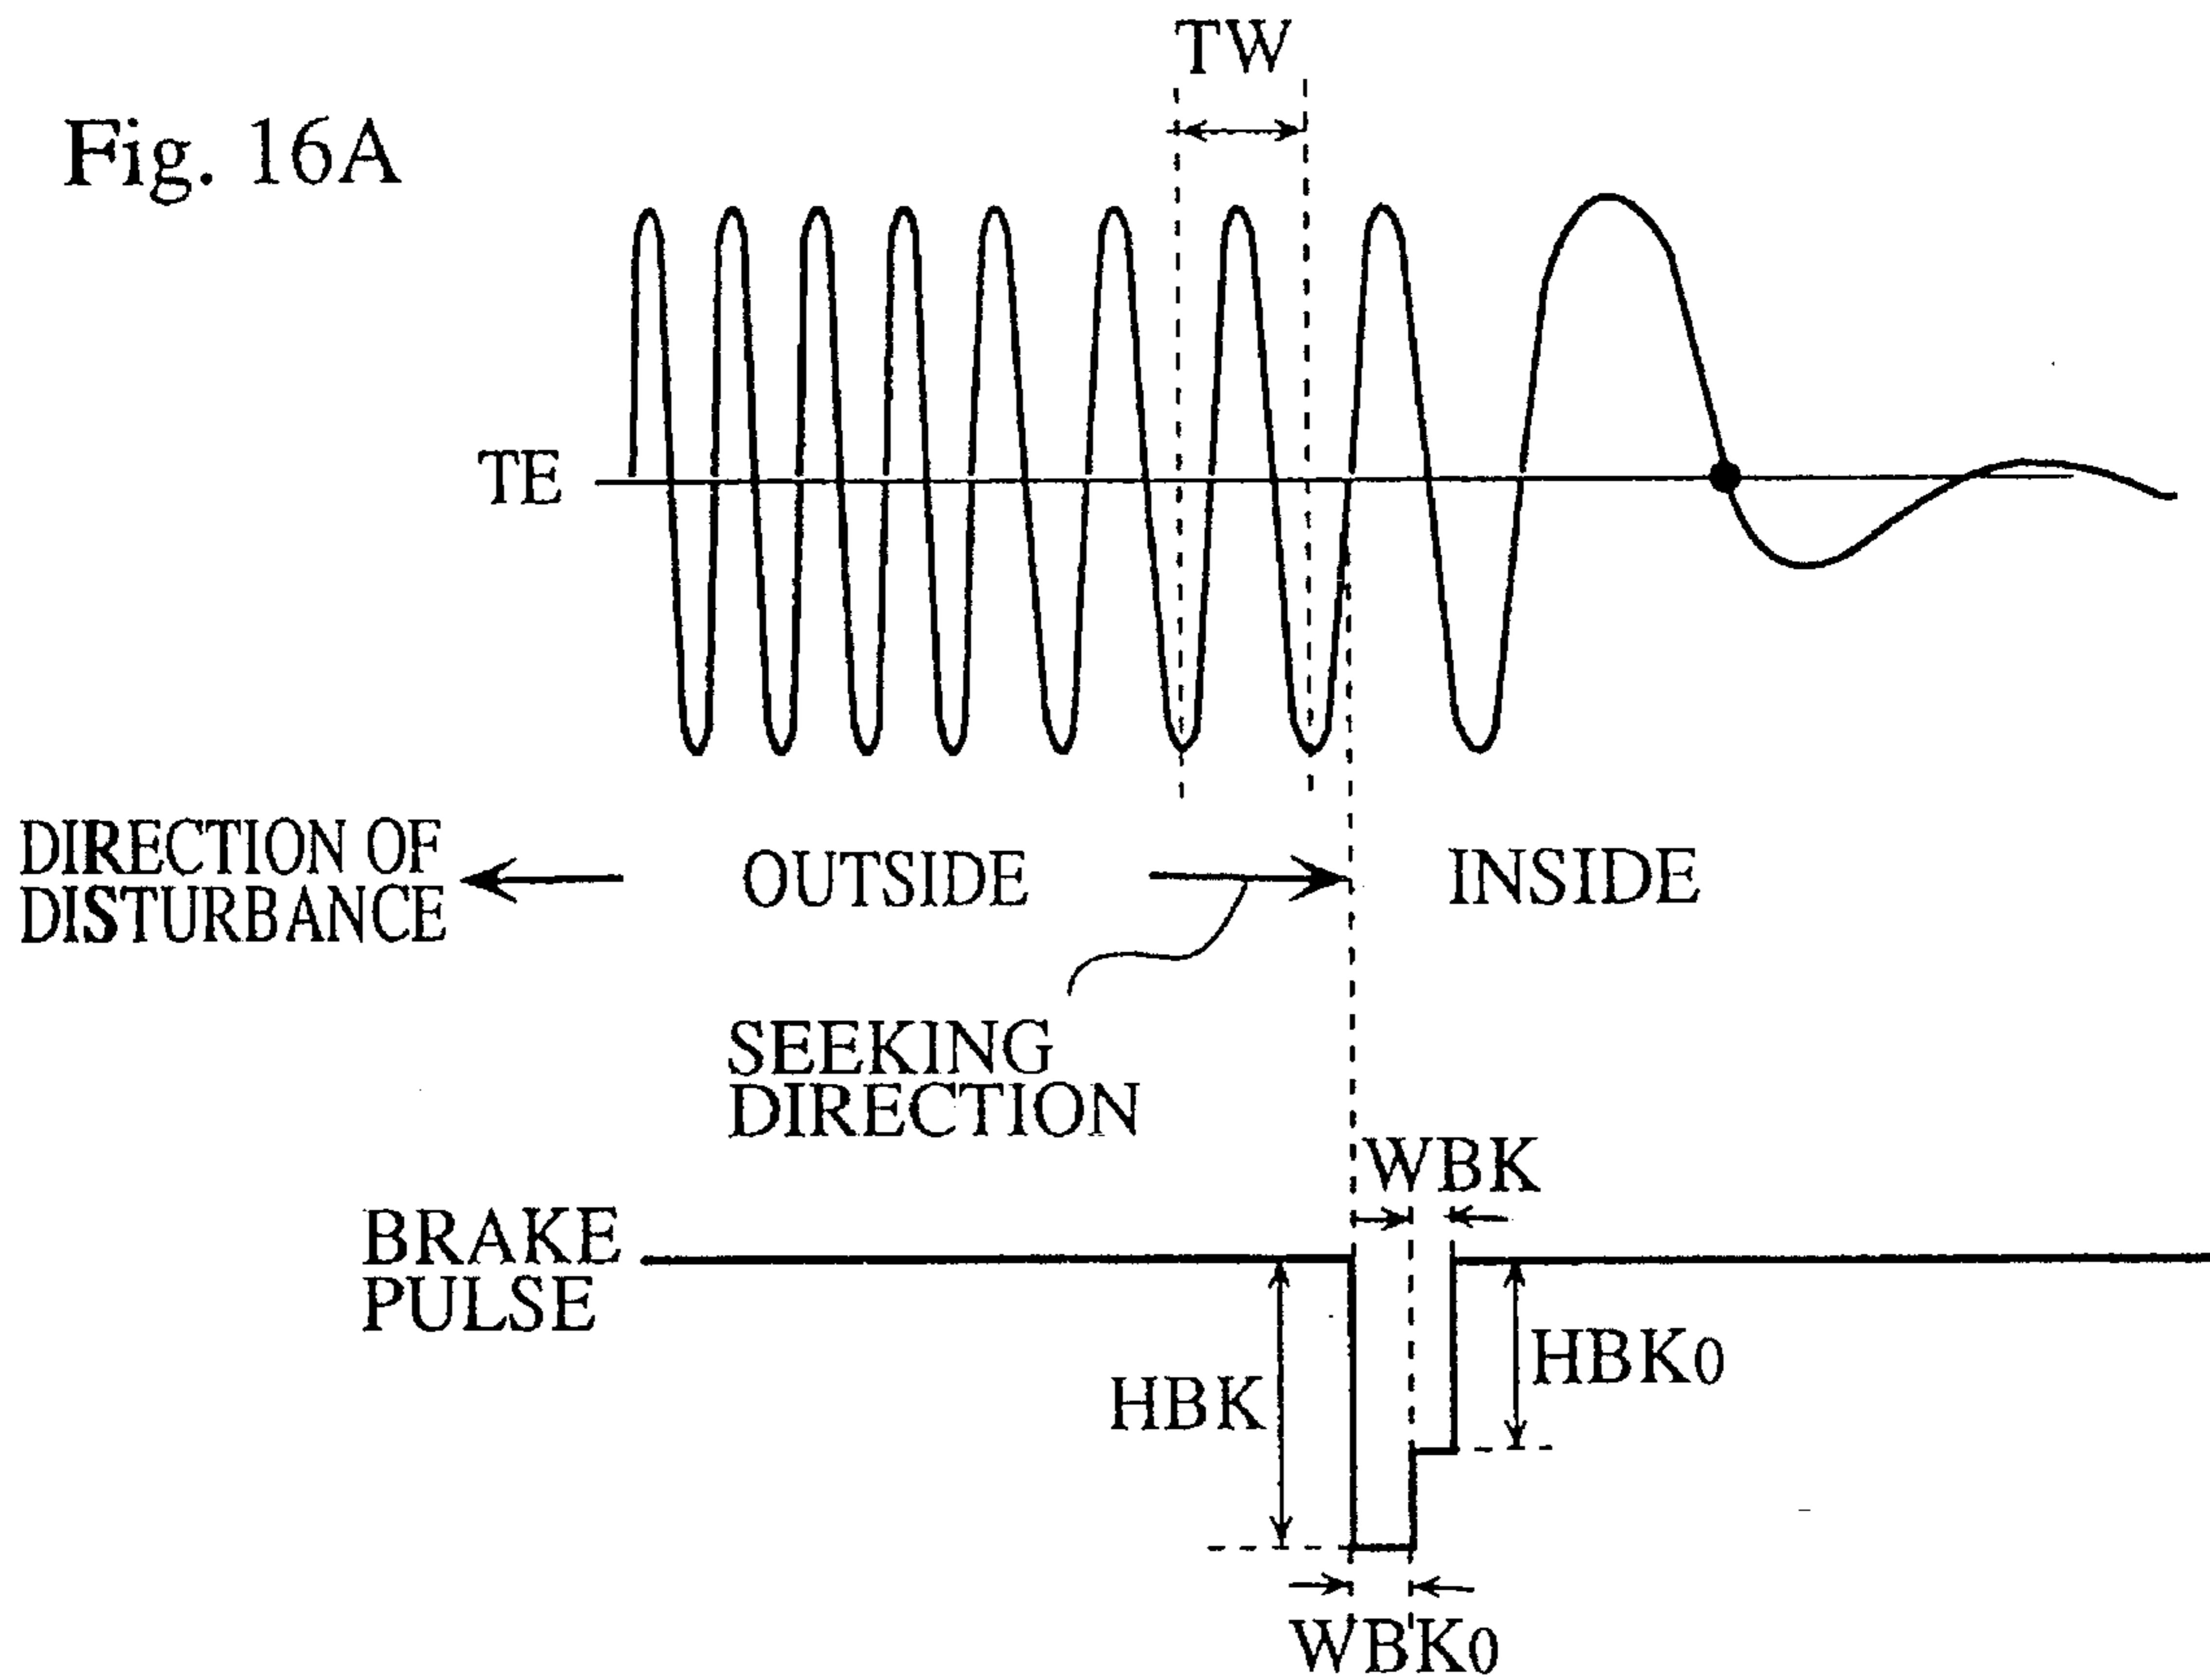 Fig. 16A
TW
TE
DIRECTION OF
DISTURBANCE
OUTSIDE
INSIDE
SEEKING
DIRECTION
WBK
BRAKE
PULSE
HBK
HBK0
WBK0